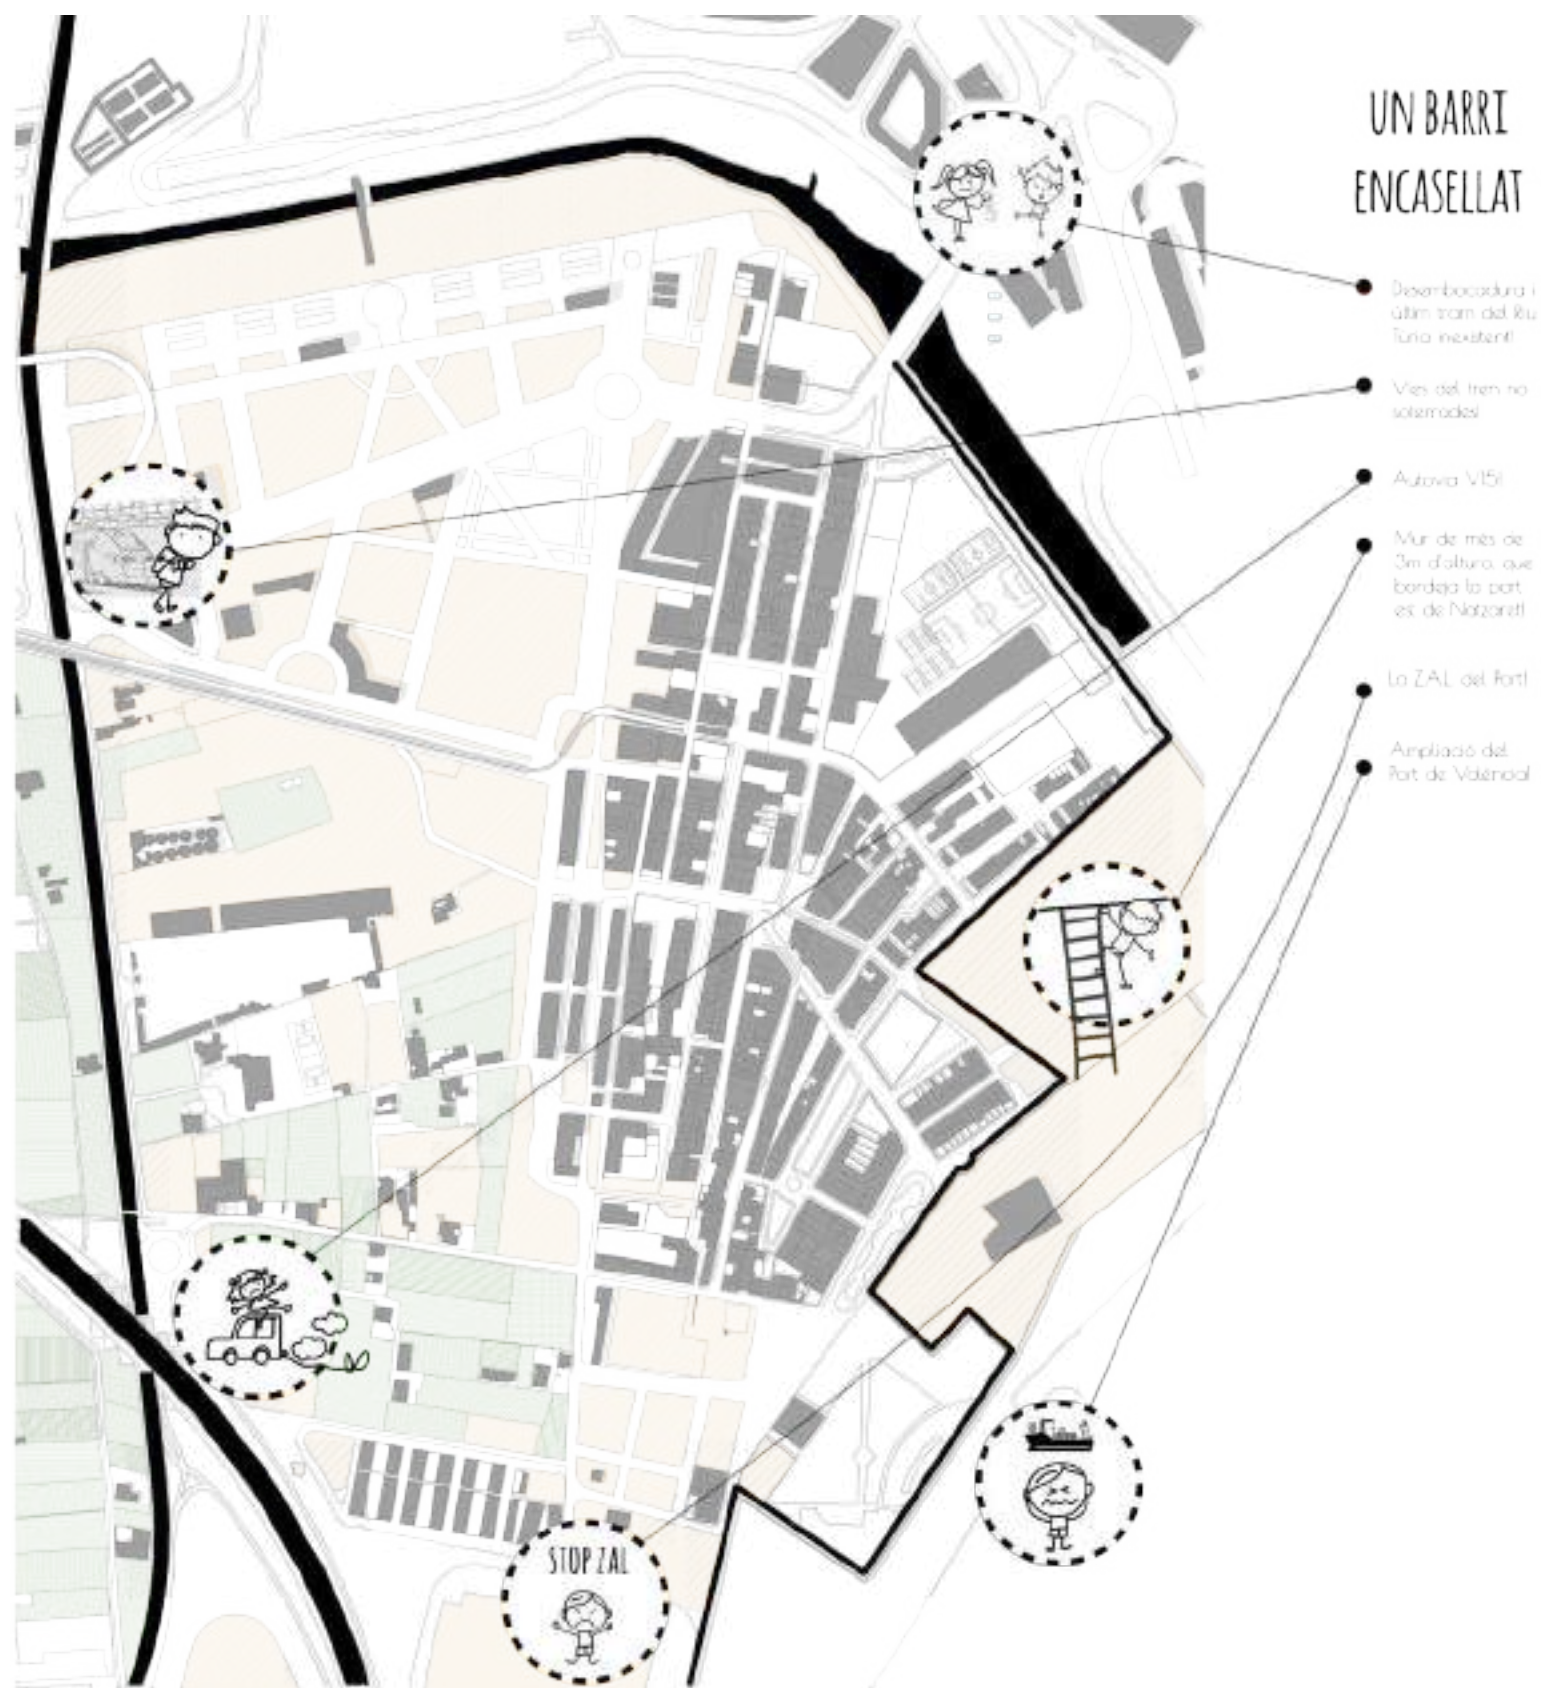 UN BARRI
ENCASELLAT
Desembocadura i
últim tram del Riu
Túria inexistent!
Vies del tren no
soterrades!
Autovia V15!
Mur de més de
3m d'altura, que
bordeja la part
est de Natzaret!
La ZAL del Port!
Ampliació del
Port de València!
STOP ZAL